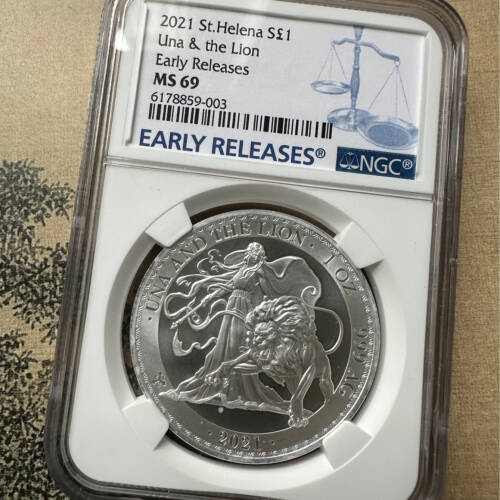 2021 St.Helena S£1
Una & the Lion
Early Releases
MS 69
6178859-003
EARLY RELEASES®
NGC®
· UNA AND THE LION · 1 OZ 999 AG
· 2021 ·